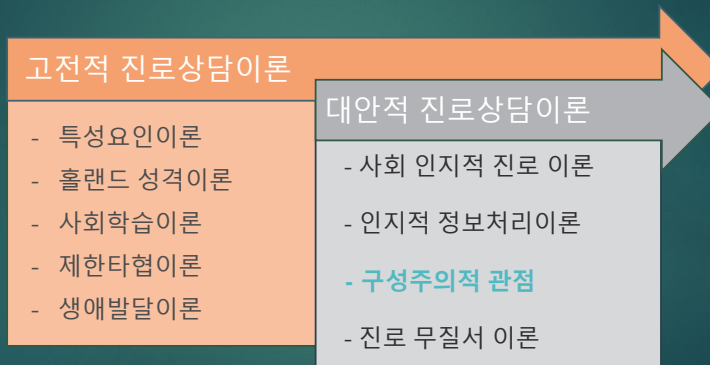 고전적 진로상담이론
- 특성요인이론
- 홀랜드 성격이론
- 사회학습이론
- 제한타협이론
- 생애발달이론
대안적 진로상담이론
- 사회 인지적 진로 이론
- 인지적 정보처리이론
- 구성주의적 관점
- 진로 무질서 이론